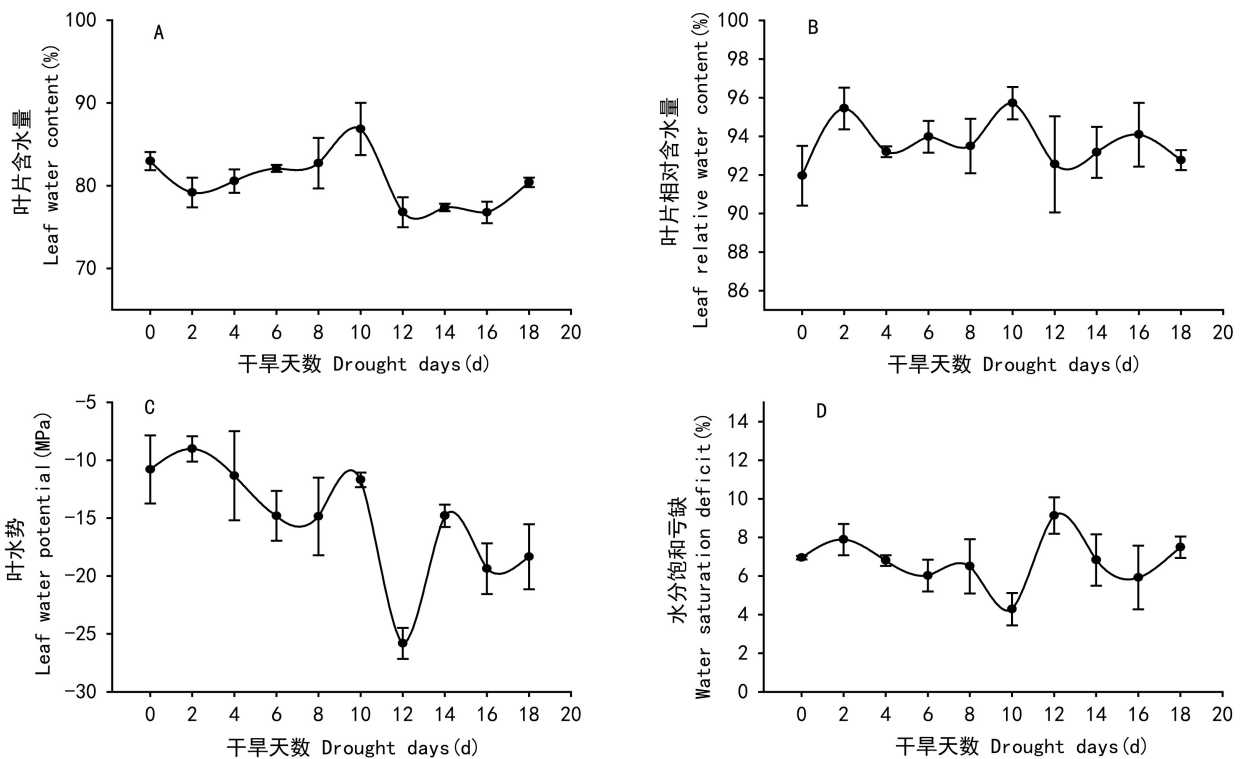 A
叶片含水量
Leaf water content(%)
100
90
80
70
0 2 4 6 8 10 12 14 16 18 20
干旱天数 Drought days(d)
B
叶片相对含水量
Leaf relative water content(%)
100
98
96
94
92
90
88
86
0 2 4 6 8 10 12 14 16 18 20
干旱天数 Drought days(d)
C
叶水势
Leaf water potential(MPa)
−5
−10
−15
−20
−25
−30
0 2 4 6 8 10 12 14 16 18 20
干旱天数 Drought days(d)
D
水分饱和亏缺
Water saturation deficit(%)
14
12
10
8
6
4
2
0
0 2 4 6 8 10 12 14 16 18 20
干旱天数 Drought days(d)